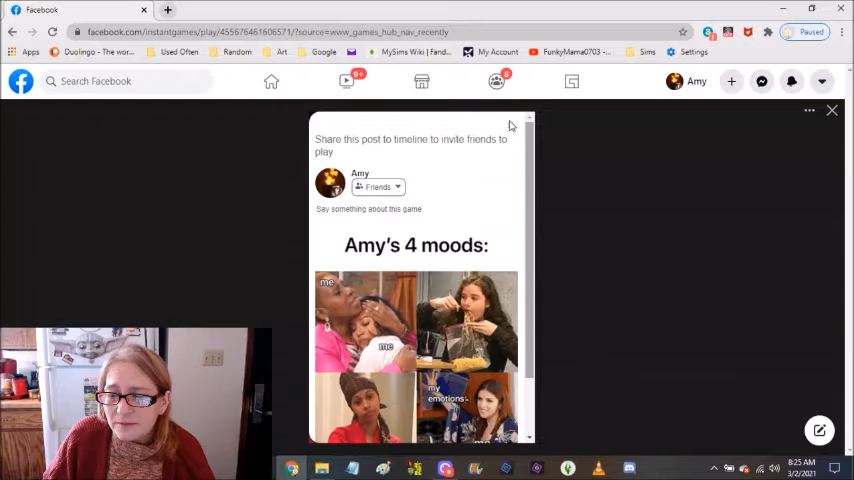 Facebook
facebook.com/instantgames/play/455676461606571/?source=www_games_hub_nav_recently
Paused
Apps
Duolingo - The wor...
Used Often
Random
Art
Google
MySims Wiki | Fand...
My Account
FunkyMama0703 -...
Sims
Settings
Search Facebook
9+
8
Amy
Share this post to timeline to invite friends to
play
Amy
Friends
Say something about this game
Amy's 4 moods:
me
me
my
emotions-
me
8:25 AM
3/2/2021